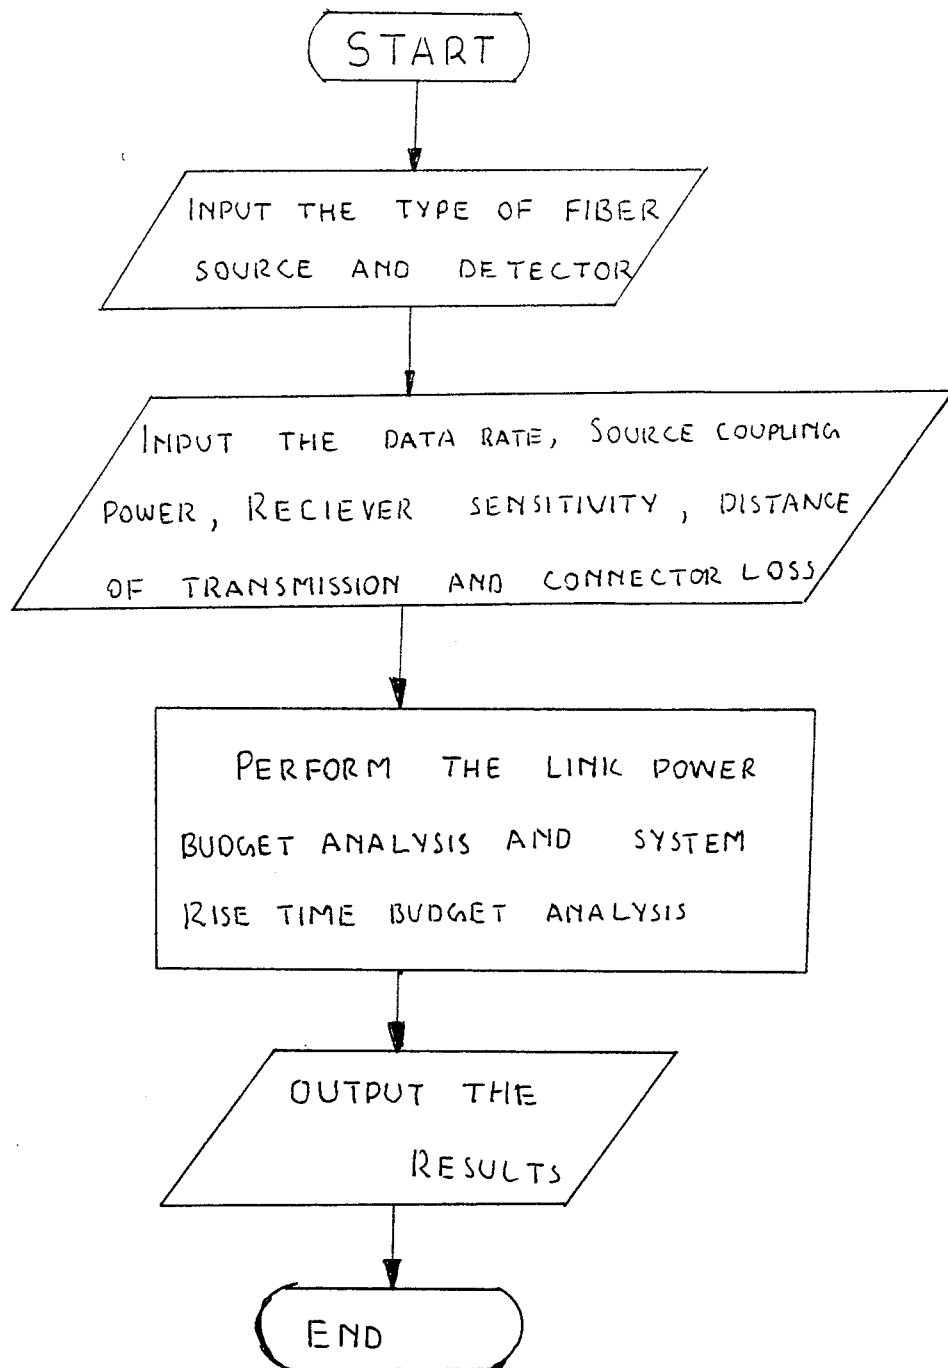 START
INPUT THE TYPE OF FIBER
SOURCE AND DETECTOR
INPUT THE DATA RATE, SOURCE COUPLING
POWER, RECIEVER SENSITIVITY, DISTANCE
OF TRANSMISSION AND CONNECTOR LOSS
PERFORM THE LINK POWER
BUDGET ANALYSIS AND SYSTEM
RISE TIME BUDGET ANALYSIS
OUTPUT THE
RESULTS
END